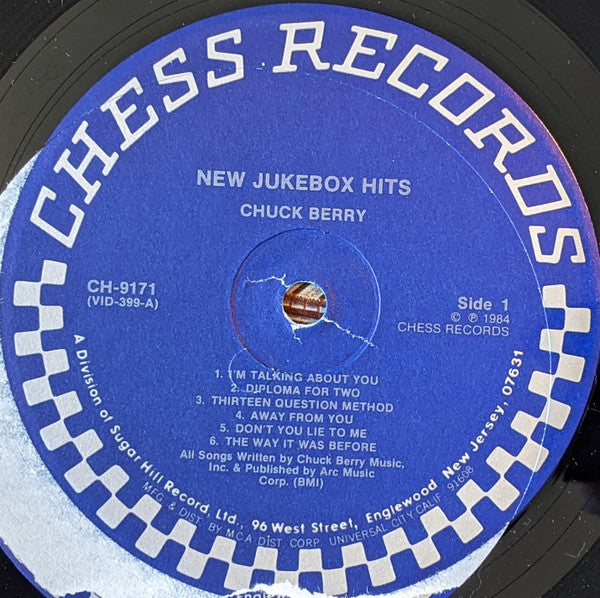 CHESS RECORDS
NEW JUKEBOX HITS
CHUCK BERRY
CH-9171
(VID-399-A)
Side 1
© ℗ 1984
CHESS RECORDS
1. I'M TALKING ABOUT YOU
2. DIPLOMA FOR TWO
3. THIRTEEN QUESTION METHOD
4. AWAY FROM YOU
5. DON'T YOU LIE TO ME
6. THE WAY IT WAS BEFORE
All Songs Written by Chuck Berry Music,
Inc. & Published by Arc Music
Corp. (BMI)
A Division of Sugar Hill Record, Ltd., 96 West Street, Englewood New Jersey, 07631
MFG. & DIST. BY M.C.A DIST. CORP. UNIVERSAL CITY CALIF. 91608